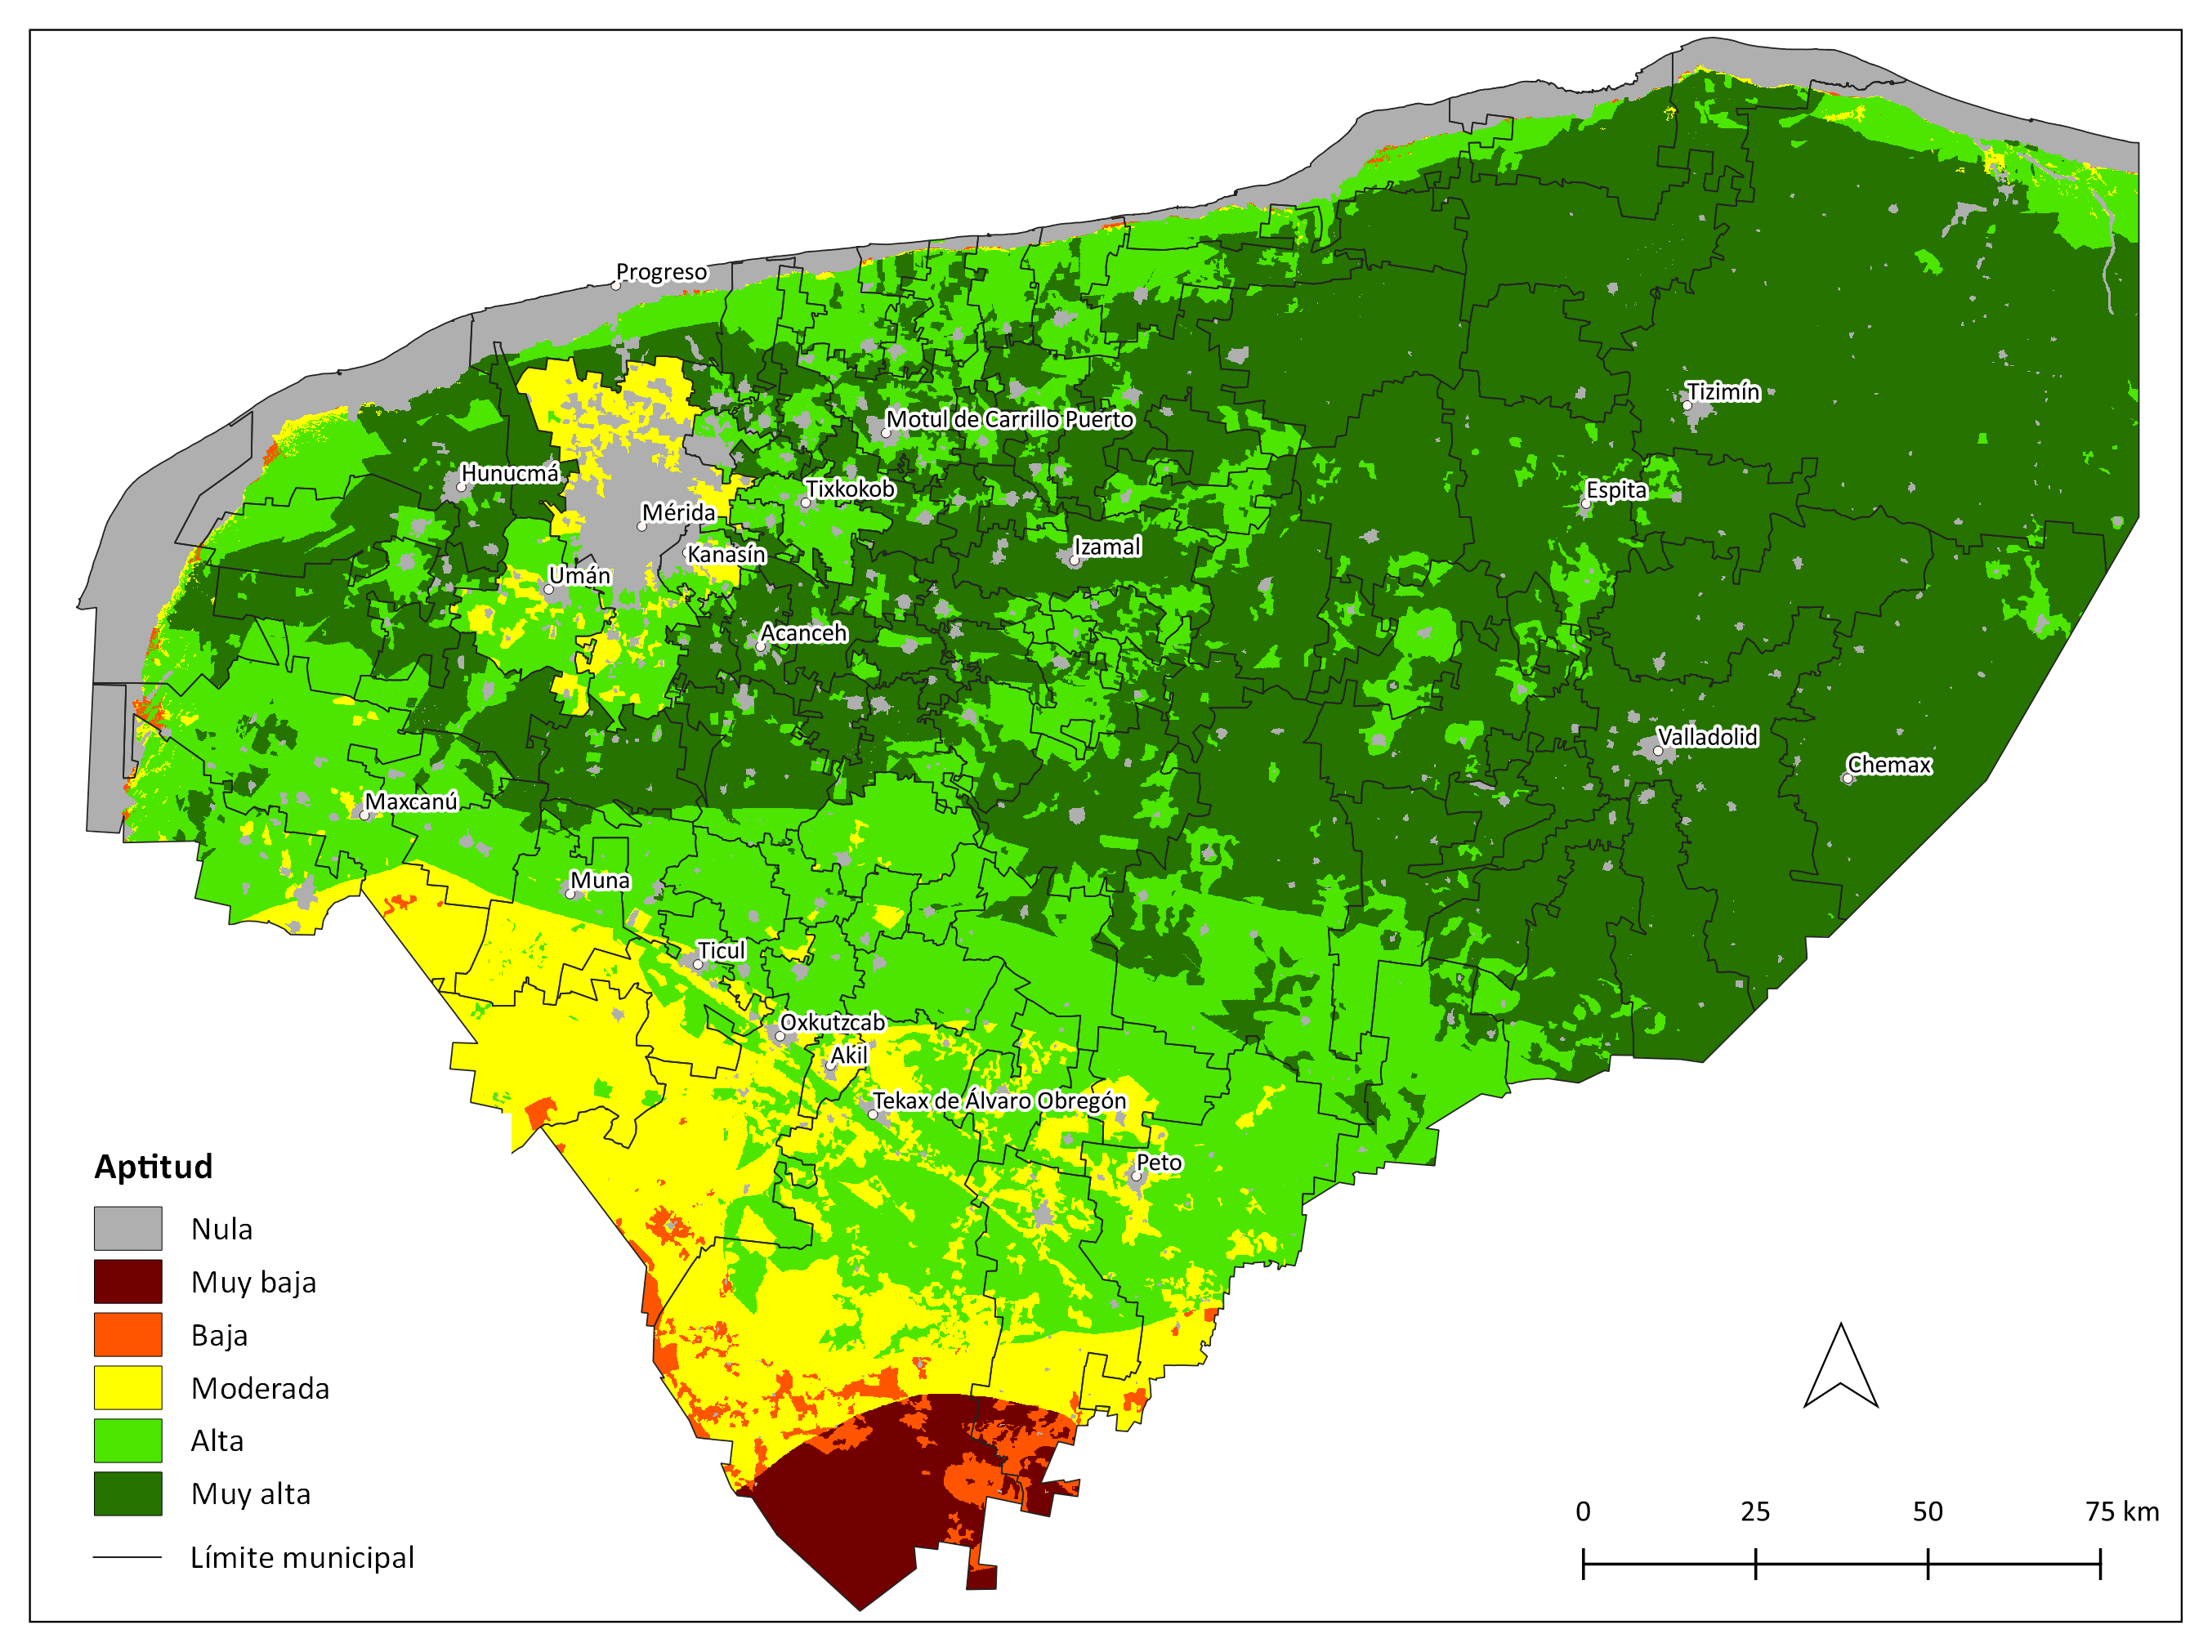 Progreso
Tizimín
Motul de Carrillo Puerto
Hunucmá
Tixkokob
Espita
Mérida
Izamal
Kanasín
Umán
Acanceh
Valladolid
Chemax
Maxcanú
Muna
Ticul
Oxkutzcab
Akil
Tekax de Álvaro Obregón
Peto
Aptitud
Nula
Muy baja
Baja
Moderada
Alta
Muy alta
Límite municipal
0 25 50 75 km